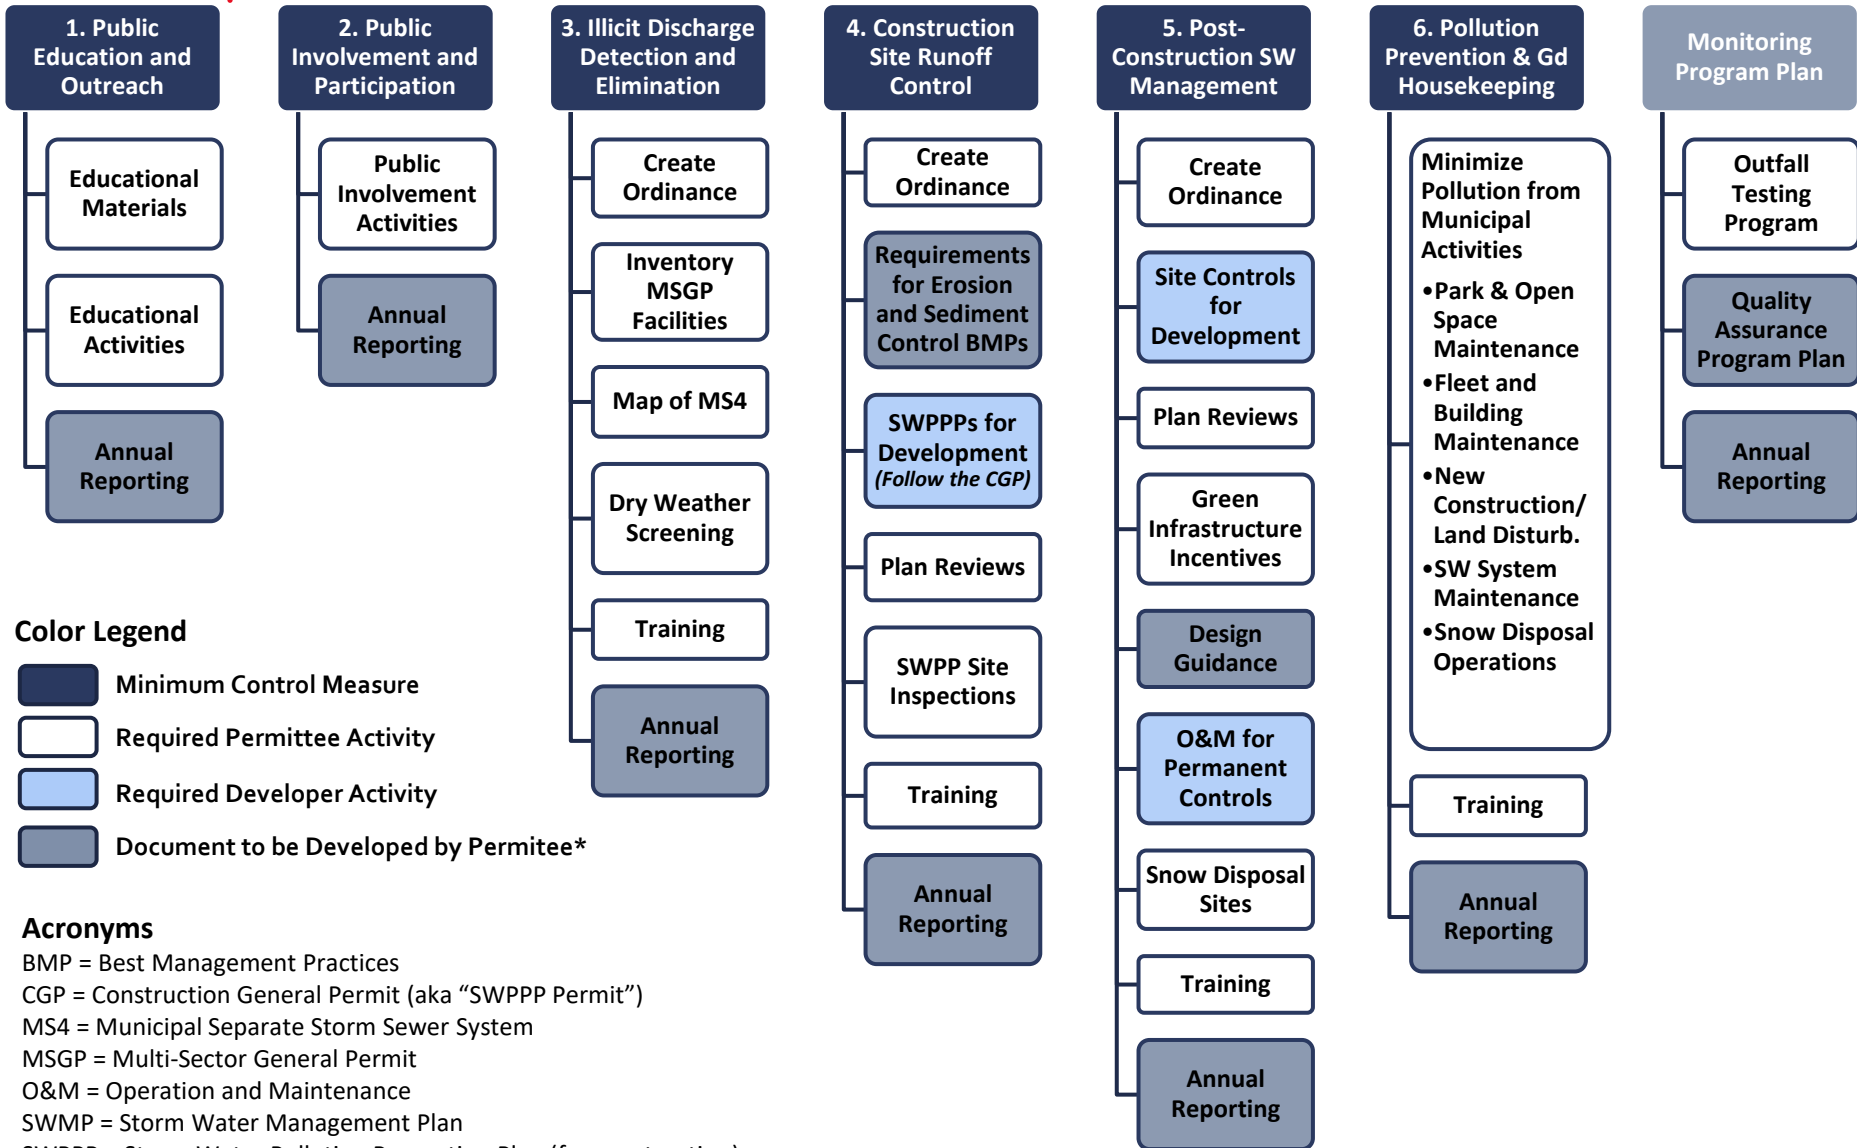 1. Public
Education and
Outreach
Educational
Materials
Educational
Activities
Annual
Reporting
2. Public
Involvement and
Participation
Public
Involvement
Activities
Annual
Reporting
3. Illicit Discharge
Detection and
Elimination
Create
Ordinance
Inventory
MSGP
Facilities
Map of MS4
Dry Weather
Screening
Training
Annual
Reporting
4. Construction
Site Runoff
Control
Create
Ordinance
Requirements
for Erosion
and Sediment
Control BMPs
SWPPPs for
Development
(Follow the CGP)
Plan Reviews
SWPP Site
Inspections
Training
Annual
Reporting
5. Post-
Construction SW
Management
Create
Ordinance
Site Controls
for
Development
Plan Reviews
Green
Infrastructure
Incentives
Design
Guidance
O&M for
Permanent
Controls
Snow Disposal
Sites
Training
Annual
Reporting
6. Pollution
Prevention & Gd
Housekeeping
Minimize
Pollution from
Municipal
Activities
•Park & Open
Space
Maintenance
•Fleet and
Building
Maintenance
•New
Construction/
Land Disturb.
•SW System
Maintenance
•Snow Disposal
Operations
Training
Annual
Reporting
Monitoring
Program Plan
Outfall
Testing
Program
Quality
Assurance
Program Plan
Annual
Reporting
Color Legend
Minimum Control Measure
Required Permittee Activity
Required Developer Activity
Document to be Developed by Permitee*
Acronyms
BMP = Best Management Practices
CGP = Construction General Permit (aka “SWPPP Permit”)
MS4 = Municipal Separate Storm Sewer System
MSGP = Multi-Sector General Permit
O&M = Operation and Maintenance
SWMP = Storm Water Management Plan